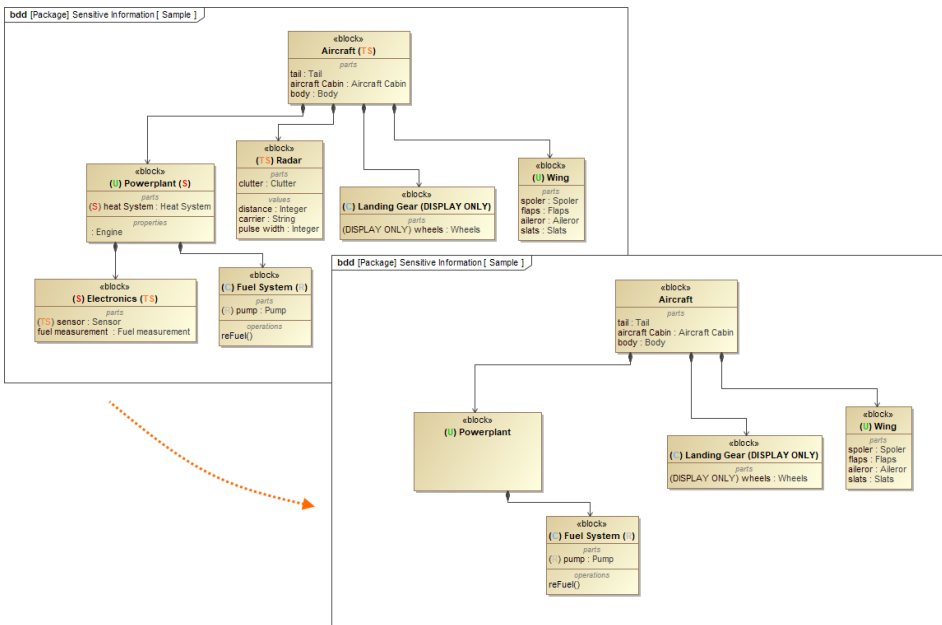 bdd [Package] Sensitive Information [ Sample ]
«block»
Aircraft (TS)
parts
tail : Tail
aircraft Cabin : Aircraft Cabin
body : Body
«block»
(U) Powerplant (S)
parts
(S) heat System : Heat System
properties
: Engine
«block»
(TS) Radar
parts
clutter : Clutter
values
distance : Integer
carrier : String
pulse width : Integer
«block»
(C) Landing Gear (DISPLAY ONLY)
parts
(DISPLAY ONLY) wheels : Wheels
«block»
(U) Wing
parts
spoler : Spoler
flaps : Flaps
aileror : Aileror
slats : Slats
«block»
(S) Electronics (TS)
parts
(TS) sensor : Sensor
fuel measurement : Fuel measurement
«block»
(C) Fuel System (R)
parts
(R) pump : Pump
operations
reFuel()
bdd [Package] Sensitive Information [ Sample ]
«block»
Aircraft
parts
tail : Tail
aircraft Cabin : Aircraft Cabin
body : Body
«block»
(U) Powerplant
«block»
(C) Landing Gear (DISPLAY ONLY)
parts
(DISPLAY ONLY) wheels : Wheels
«block»
(U) Wing
parts
spoler : Spoler
flaps : Flaps
aileror : Aileror
slats : Slats
«block»
(C) Fuel System (R)
parts
(R) pump : Pump
operations
reFuel()